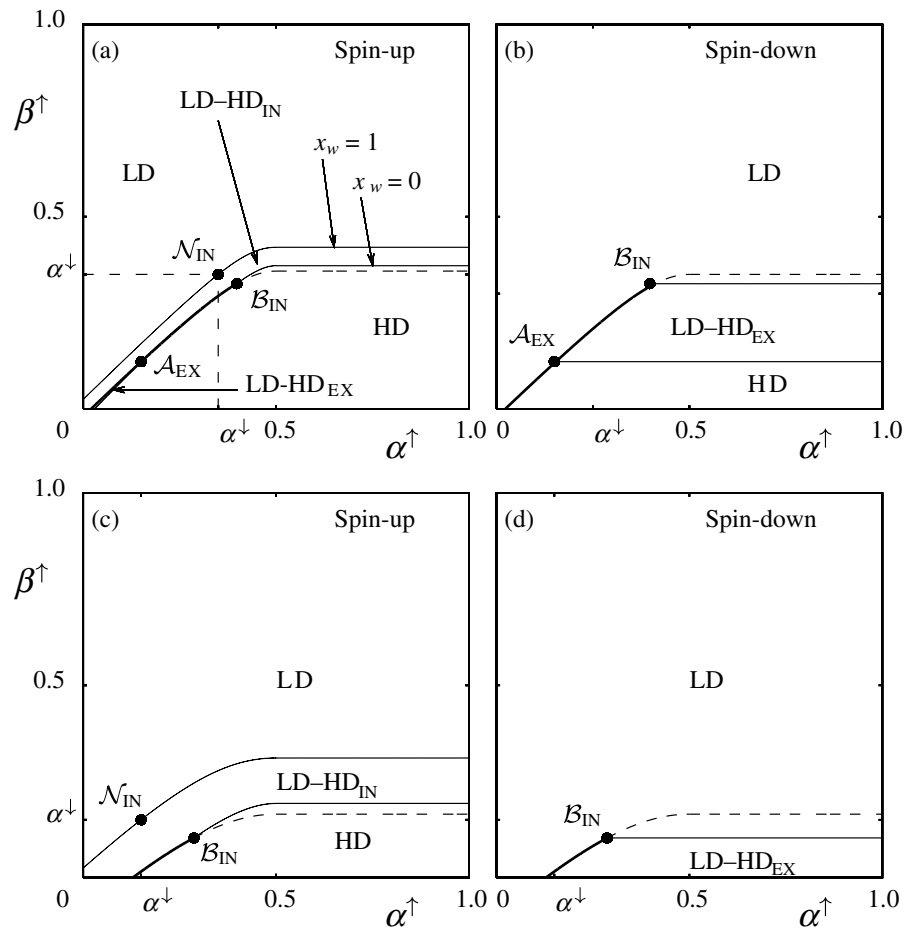 1.0
(a) Spin-up
(b) Spin-down
β↑
LD–HD_IN
x_w = 1
x_w = 0
LD
LD
0.5
N_IN
α↓
B_IN
B_IN
HD
LD–HD_EX
A_EX
A_EX
LD-HD_EX
HD
0 α↓ 0.5 α↑ 1.0
0 α↓ 0.5 α↑ 1.0
1.0
(c) Spin-up
(d) Spin-down
β↑
0.5
LD
LD
LD–HD_IN
N_IN
α↓
B_IN
HD
B_IN
LD–HD_EX
0 α↓ 0.5 α↑ 1.0
0 α↓ 0.5 α↑ 1.0